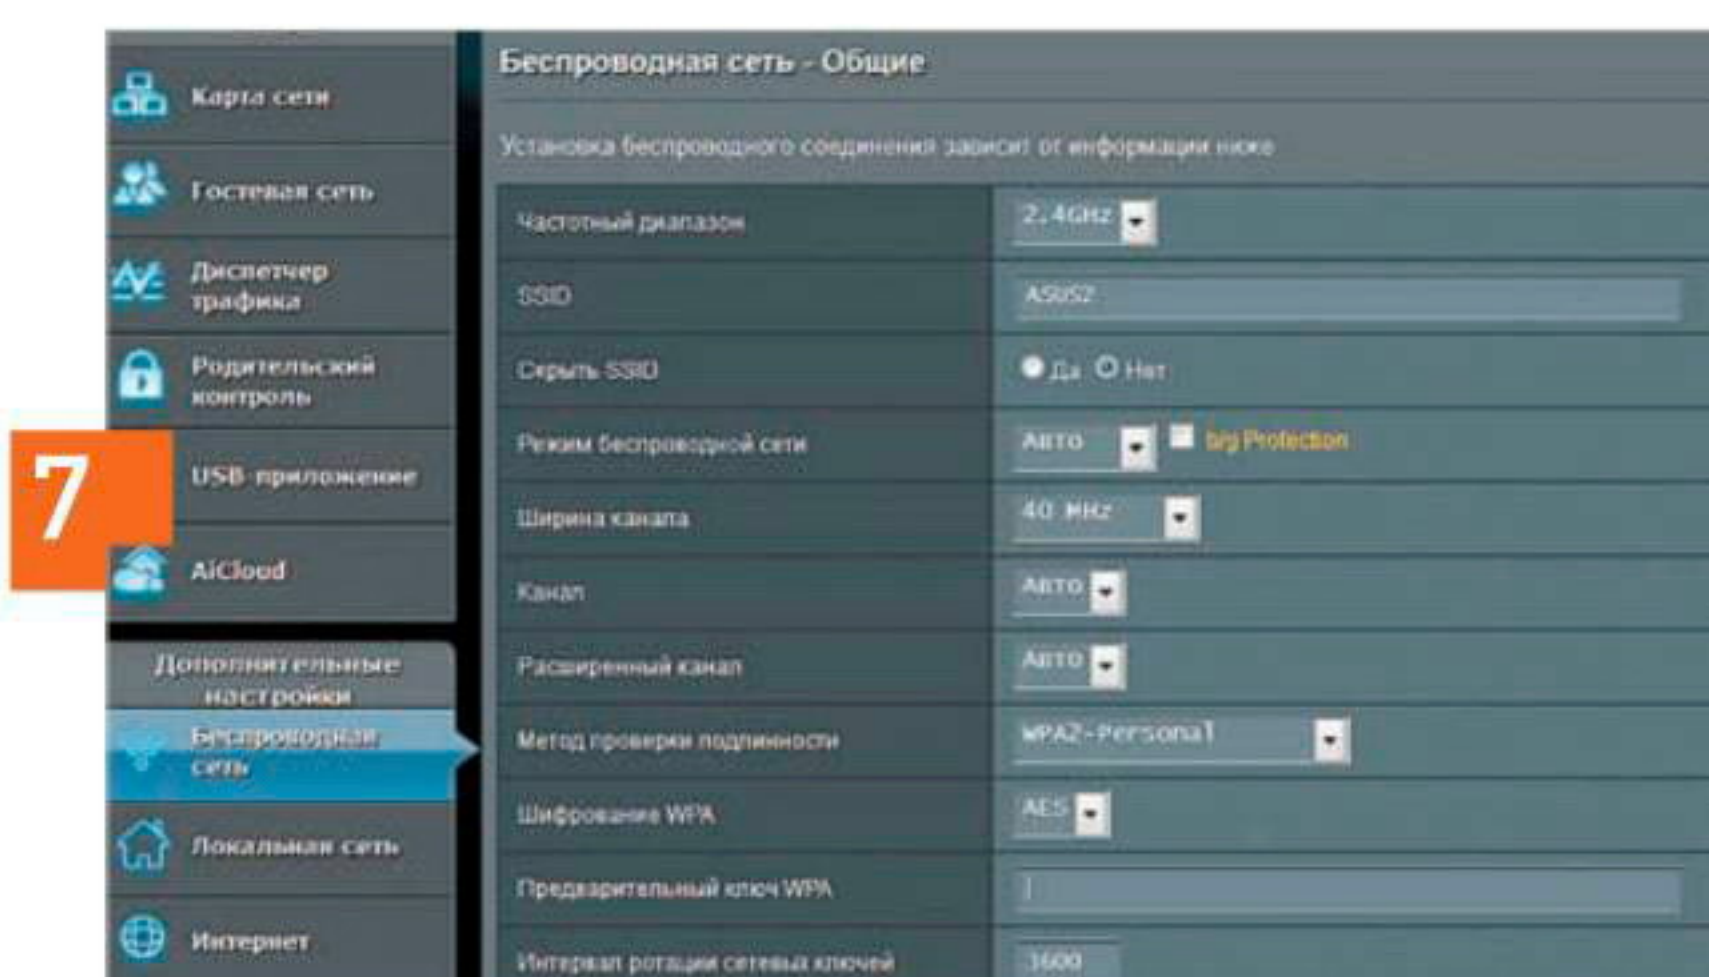 Карта сети
Гостевая сеть
Диспетчер
трафика
Родительский
контроль
7
USB-приложение
AiCloud
Дополнительные
настройки
Беспроводная
сеть
Локальная сеть
Интернет
Беспроводная сеть - Общие
Установка беспроводного соединения зависит от информации ниже
Частотный диапазон 2.4GHz
SSID ASUS2
Скрыть SSID Да Нет
Режим беспроводной сети Авто b/g Protection
Ширина канала 40 MHz
Канал Авто
Расширенный канал Авто
Метод проверки подлинности WPA2-Personal
Шифрование WPA AES
Предварительный ключ WPA
Интервал ротации сетевых ключей 3600